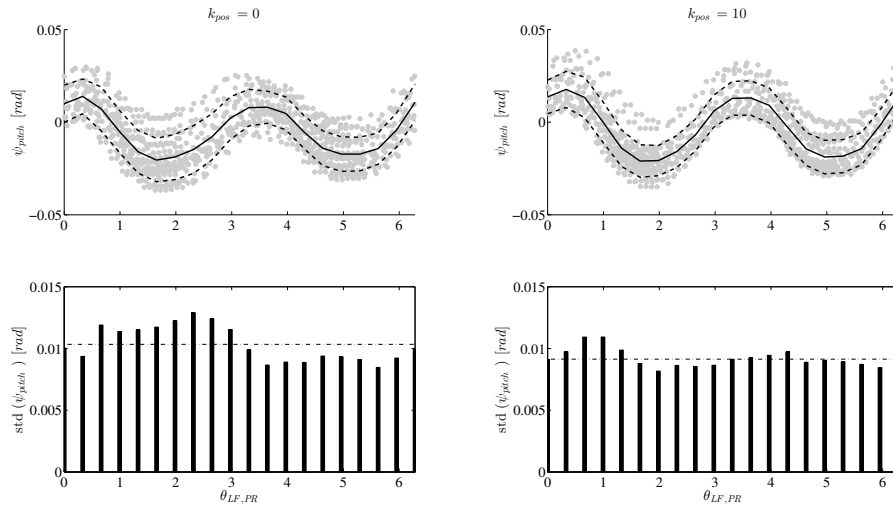 k_pos = 0
0.05
0
−0.05
ψ_pitch [rad]
0 1 2 3 4 5 6
k_pos = 10
0.05
0
−0.05
ψ_pitch [rad]
0 1 2 3 4 5 6
0.015
0.01
0.005
0
std (ψ_pitch) [rad]
0 1 2 3 4 5 6
θ_LF,PR
0.015
0.01
0.005
0
std (ψ_pitch) [rad]
0 1 2 3 4 5 6
θ_LF,PR